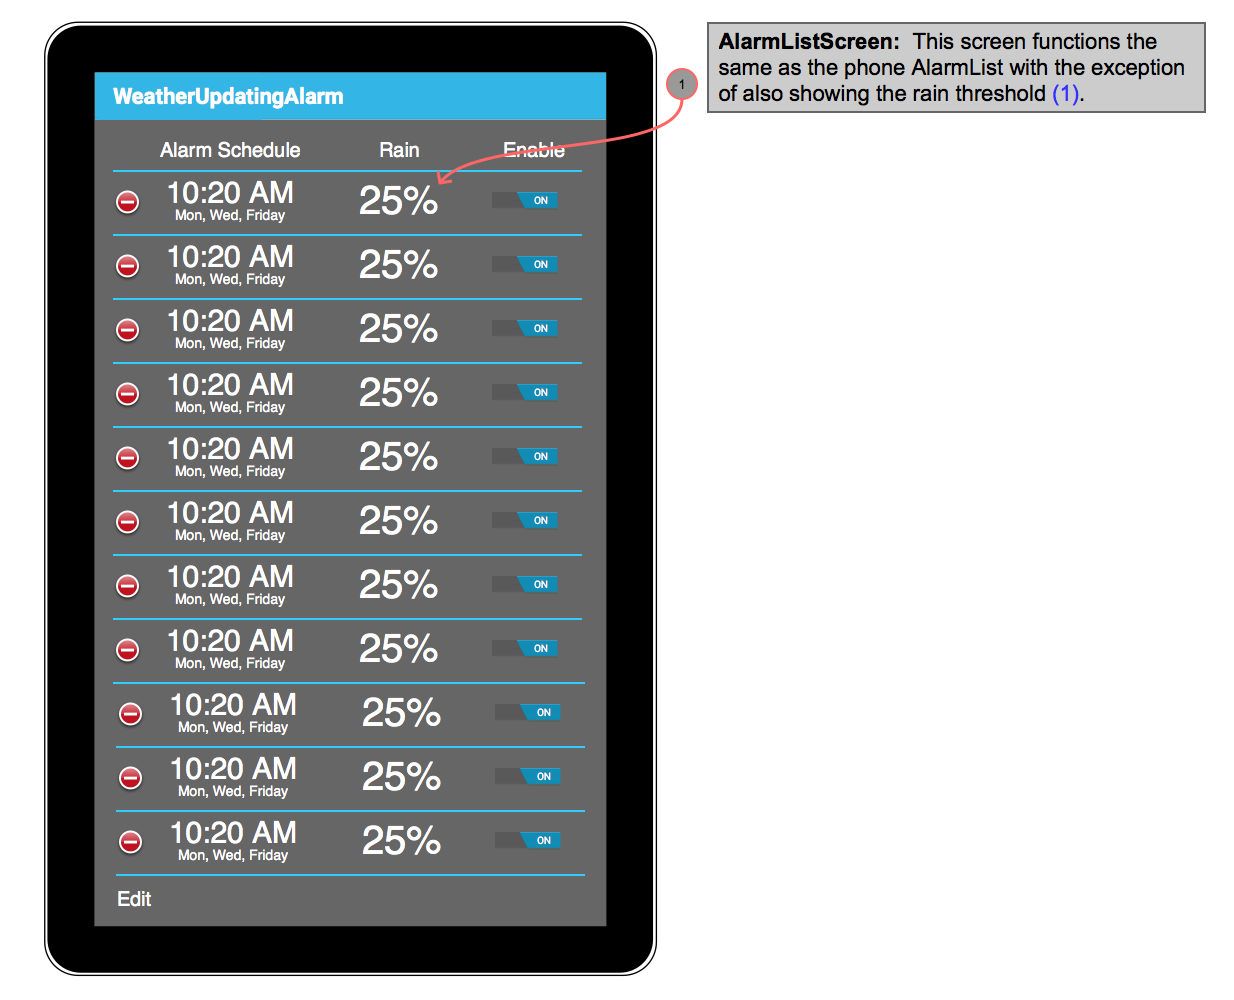 WeatherUpdatingAlarm
Alarm Schedule Rain Enable
10:20 AM 25% ON
Mon, Wed, Friday
10:20 AM 25% ON
Mon, Wed, Friday
10:20 AM 25% ON
Mon, Wed, Friday
10:20 AM 25% ON
Mon, Wed, Friday
10:20 AM 25% ON
Mon, Wed, Friday
10:20 AM 25% ON
Mon, Wed, Friday
10:20 AM 25% ON
Mon, Wed, Friday
10:20 AM 25% ON
Mon, Wed, Friday
10:20 AM 25% ON
Mon, Wed, Friday
10:20 AM 25% ON
Mon, Wed, Friday
10:20 AM 25% ON
Mon, Wed, Friday
Edit
1
AlarmListScreen: This screen functions the
same as the phone AlarmList with the exception
of also showing the rain threshold (1).